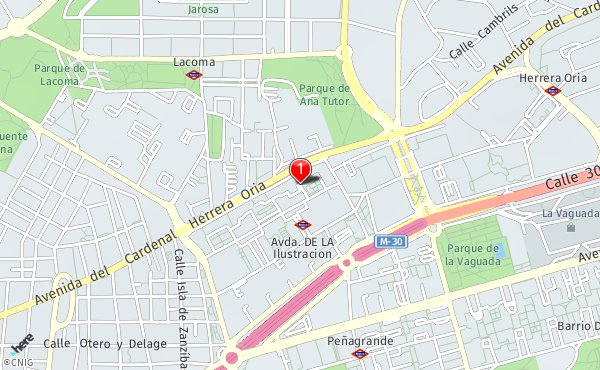 Jarosa
Lacoma
Parque de
Lacoma
Parque de
Ana Tutor
Calle Cambrils
Avenida del Card
Herrera Oria
uente
na
1
Avenida del Cardenal Herrera Oria
Calle 30
M-30
La Vaguada
Avda. DE LA
Ilustracion
Parque de
la Vaguada
Ave
Calle Isla de Zanziba
Calle Otero y Delage
Peñagrande
Barrio D
here
©CNIG